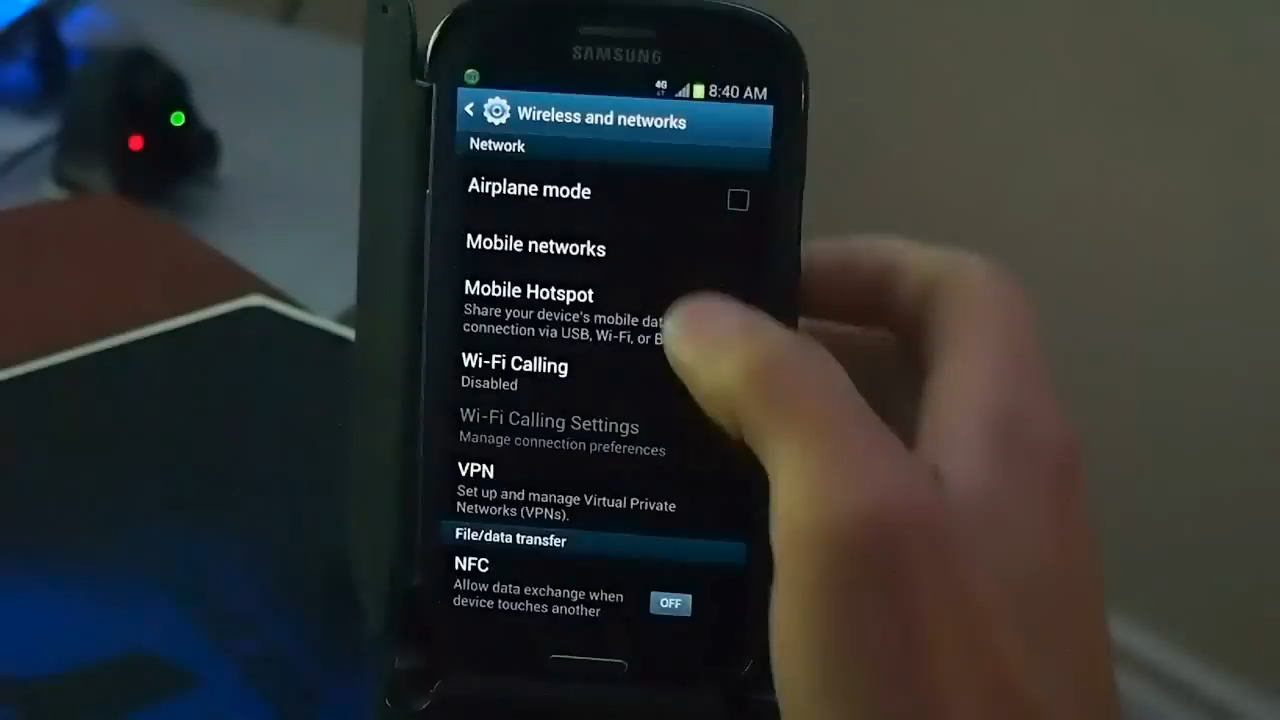 SAMSUNG
4G
8:40 AM
Wireless and networks
Network
Airplane mode
Mobile networks
Mobile Hotspot
Share your device's mobile dat
connection via USB, Wi-Fi, or B
Wi-Fi Calling
Disabled
Wi-Fi Calling Settings
Manage connection preferences
VPN
Set up and manage Virtual Private
Networks (VPNs).
File/data transfer
NFC
Allow data exchange when
device touches another
OFF